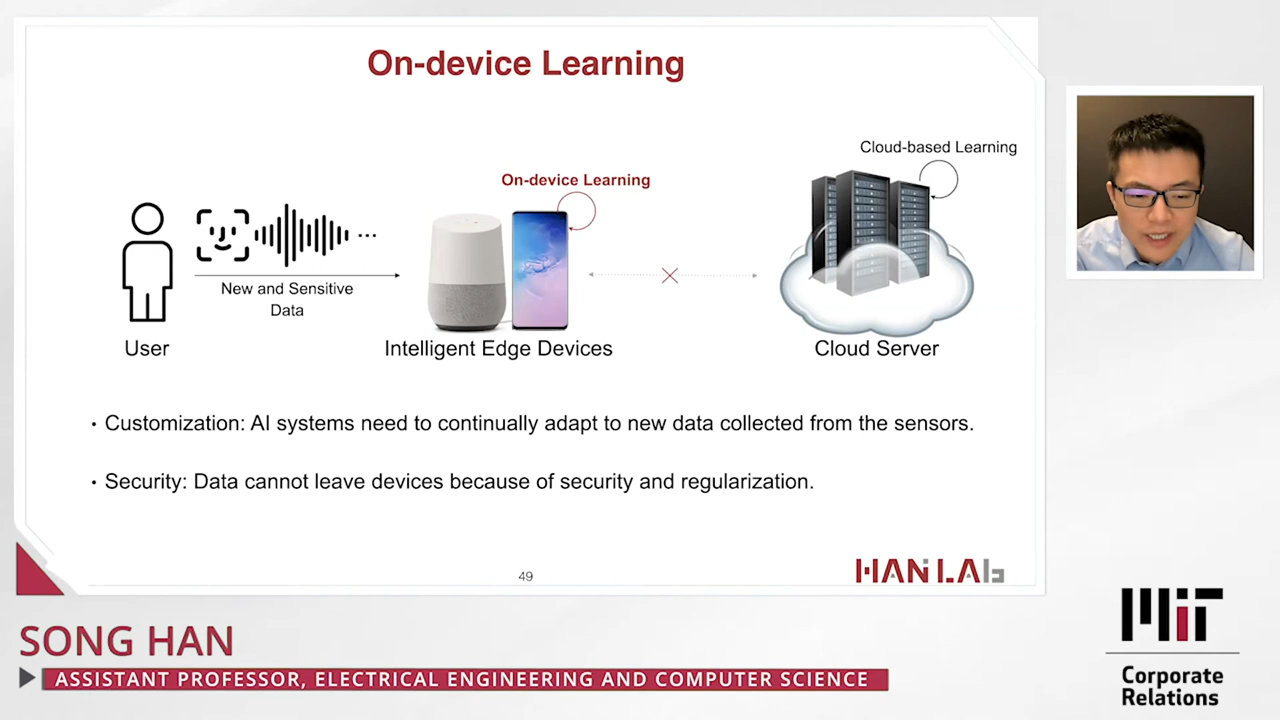 On-device Learning
Cloud-based Learning
On-device Learning
...
New and Sensitive
Data
User
Intelligent Edge Devices
Cloud Server
• Customization: AI systems need to continually adapt to new data collected from the sensors.
• Security: Data cannot leave devices because of security and regularization.
49
HAN LAb
SONG HAN
ASSISTANT PROFESSOR, ELECTRICAL ENGINEERING AND COMPUTER SCIENCE
MIT
Corporate
Relations